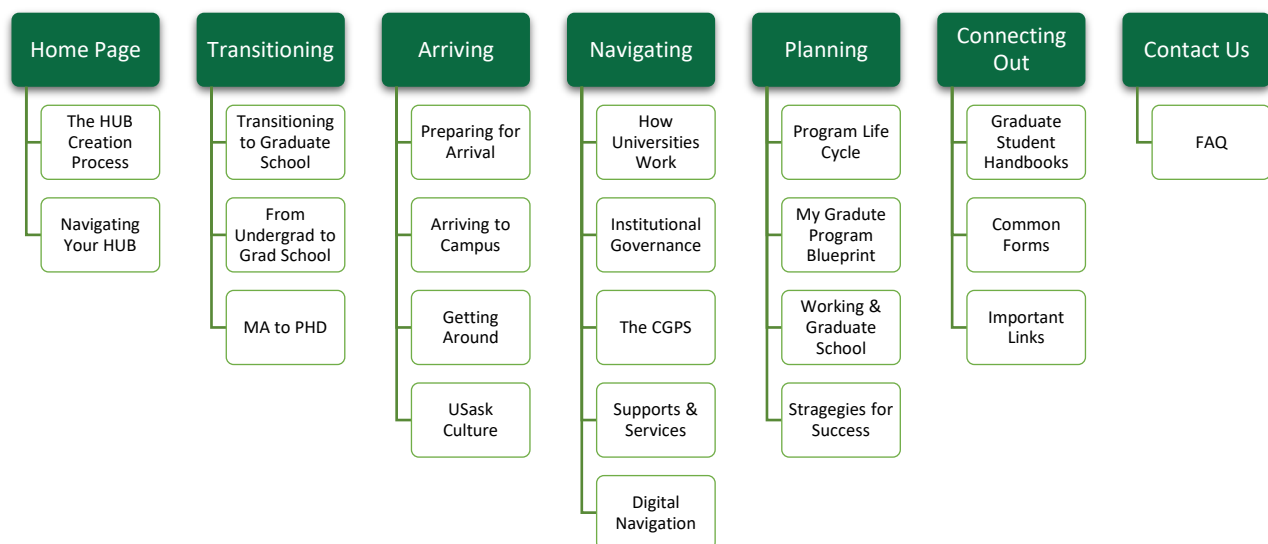 Home Page
The HUB
Creation
Process
Navigating
Your HUB
Transitioning
Transitioning
to Graduate
School
From
Undergrad to
Grad School
MA to PHD
Arriving
Preparing for
Arrival
Arriving to
Campus
Getting
Around
USask
Culture
Navigating
How
Universities
Work
Institutional
Governance
The CGPS
Supports &
Services
Digital
Navigation
Planning
Program Life
Cycle
My Gradute
Program
Blueprint
Working &
Graduate
School
Stragegies for
Success
Connecting
Out
Graduate
Student
Handbooks
Common
Forms
Important
Links
Contact Us
FAQ